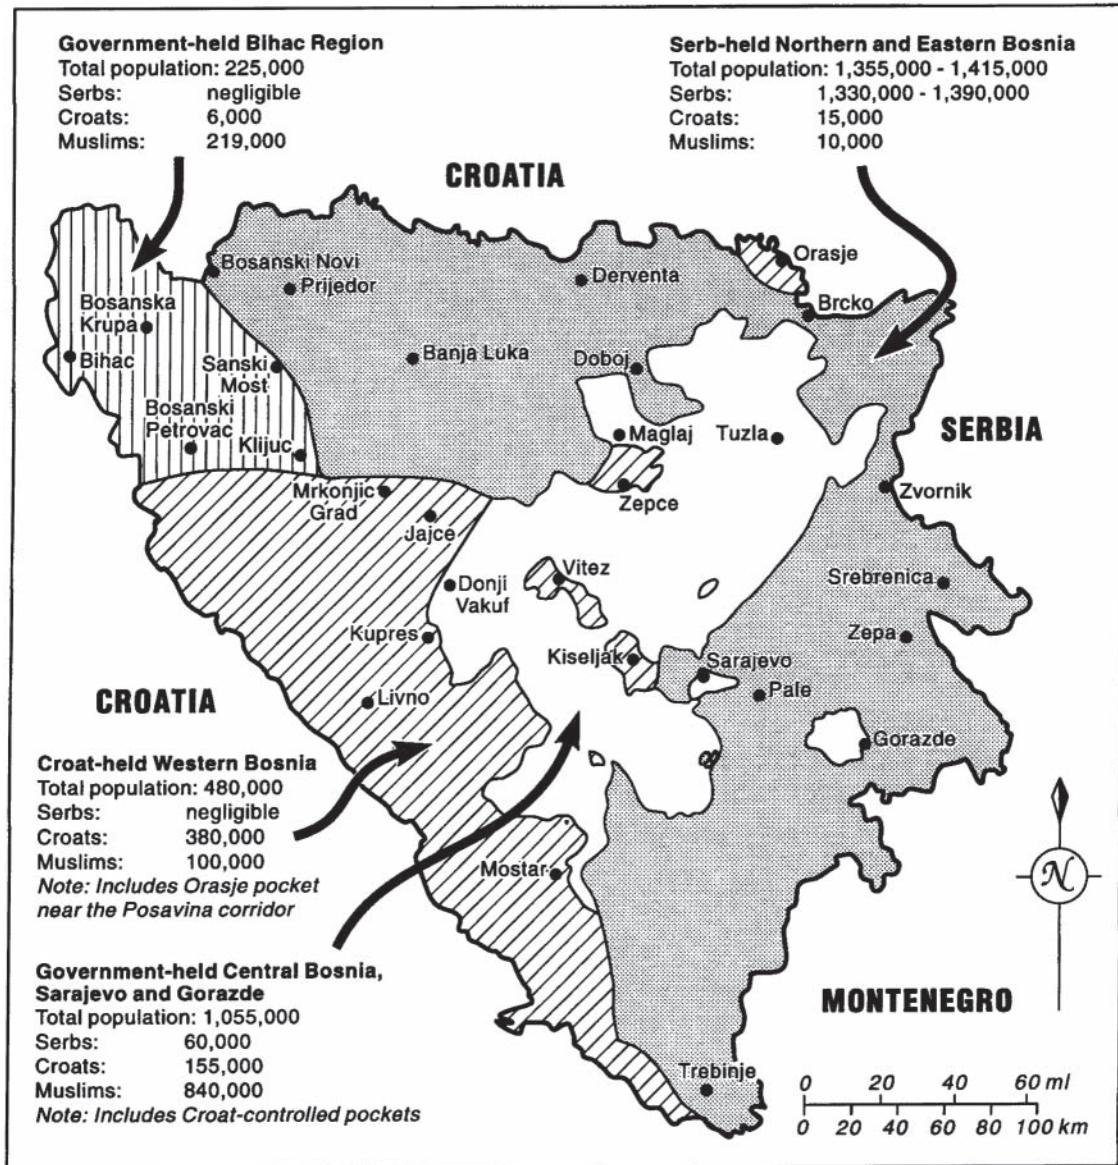 Government-held Bihac Region
Total population: 225,000
Serbs: negligible
Croats: 6,000
Muslims: 219,000
Serb-held Northern and Eastern Bosnia
Total population: 1,355,000 - 1,415,000
Serbs: 1,330,000 - 1,390,000
Croats: 15,000
Muslims: 10,000
CROATIA
Orasje
Bosanski Novi
Prijedor
Derventa
Brcko
Bosanska
Krupa
Bihac
Sanski
Most
Banja Luka
Doboj
Bosanski
Petrovac
Klijuc
Maglaj
Tuzla
SERBIA
Mrkonjic
Grad
Zepce
Zvornik
Jajce
Donji
Vakuf
Vitez
Srebrenica
Kupres
Kiseljak
Sarajevo
Zepa
Pale
CROATIA
Livno
Gorazde
Croat-held Western Bosnia
Total population: 480,000
Serbs: negligible
Croats: 380,000
Muslims: 100,000
Note: Includes Orasje pocket
near the Posavina corridor
Mostar
N
Government-held Central Bosnia,
Sarajevo and Gorazde
Total population: 1,055,000
Serbs: 60,000
Croats: 155,000
Muslims: 840,000
Note: Includes Croat-controlled pockets
MONTENEGRO
Trebinje
0 20 40 60 ml
0 20 40 60 80 100 km